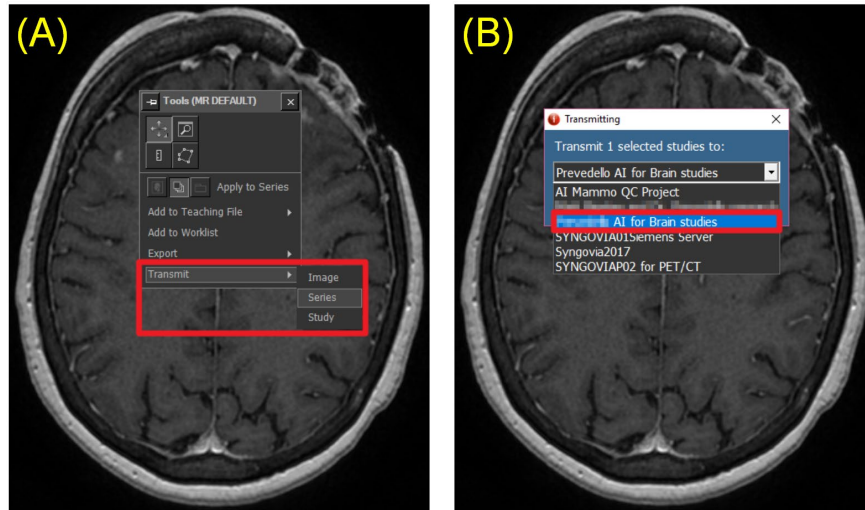 (A)
Tools (MR DEFAULT)
Apply to Series
Add to Teaching File
Add to Worklist
Export
Transmit
Image
Series
Study
(B)
Transmitting
Transmit 1 selected studies to:
Prevedello AI for Brain studies
AI Mammo QC Project
AI for Brain studies
SYNGOVIA01Siemens Server
Syngovia2017
SYNGOVIAP02 for PET/CT